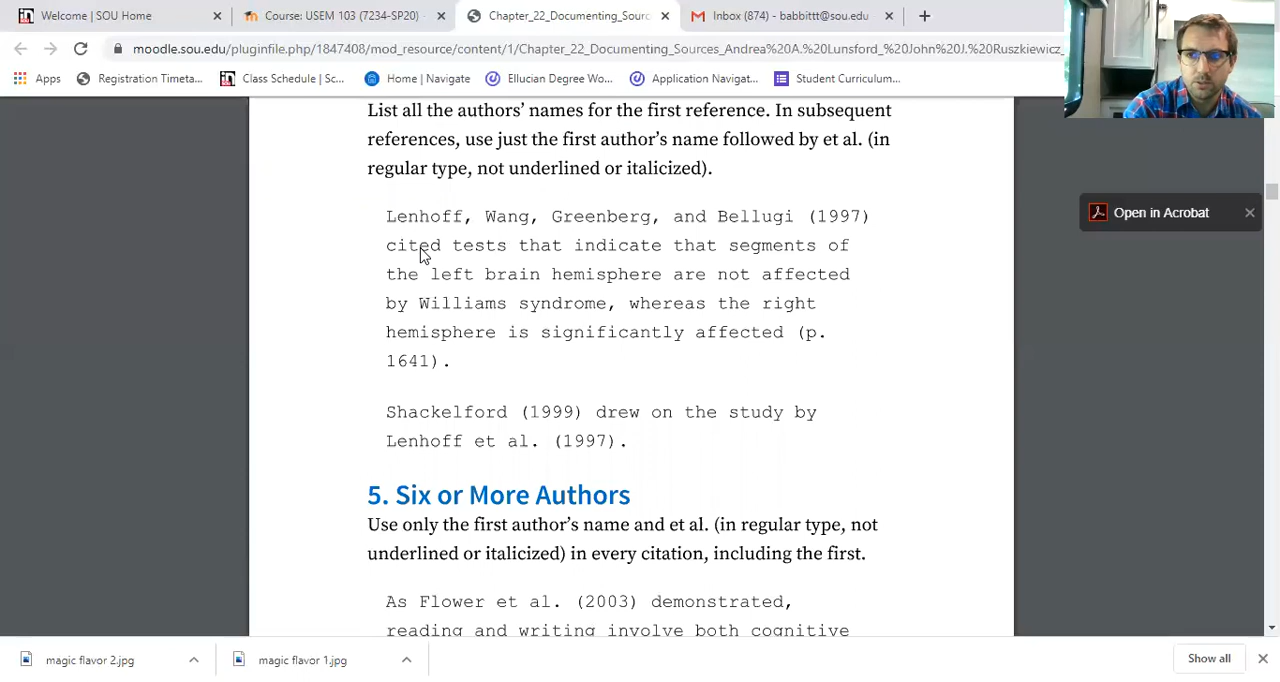 Welcome | SOU Home
Course: USEM 103 (7234-SP20)
Chapter_22_Documenting_Sourc
Inbox (874) - babbittt@sou.edu
moodle.sou.edu/pluginfile.php/1847408/mod_resource/content/1/Chapter_22_Documenting_Sources_Andrea%20A.%20Lunsford_%20John%20J.%20Ruszkiewicz_
Apps
Registration Timeta...
Class Schedule | Sc...
Home | Navigate
Ellucian Degree Wo...
Application Navigat...
Student Curriculum...
List all the authors’ names for the first reference. In subsequent
references, use just the first author’s name followed by et al. (in
regular type, not underlined or italicized).
Open in Acrobat
Lenhoff, Wang, Greenberg, and Bellugi (1997)
cited tests that indicate that segments of
the left brain hemisphere are not affected
by Williams syndrome, whereas the right
hemisphere is significantly affected (p.
1641).
Shackelford (1999) drew on the study by
Lenhoff et al. (1997).
5. Six or More Authors
Use only the first author’s name and et al. (in regular type, not
underlined or italicized) in every citation, including the first.
As Flower et al. (2003) demonstrated,
reading and writing involve both cognitive
magic flavor 2.jpg
magic flavor 1.jpg
Show all